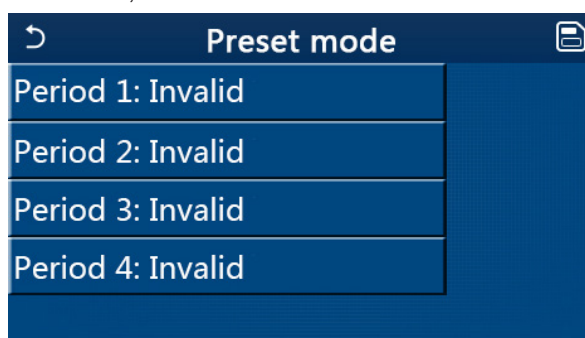 Preset mode
Period 1: Invalid
Period 2: Invalid
Period 3: Invalid
Period 4: Invalid